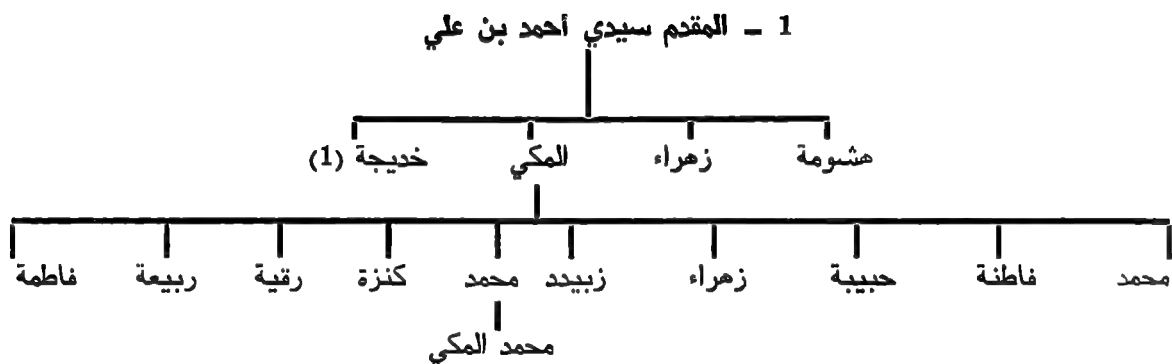 1 ــ المقدم سيدي أحمد بن علي
هشومة زهراء المكي خديجة (1)
محمد فاطنة حبيبة زهراء زبيدد محمد كنزة رقية ربيعة فاطمة
محمد المكي